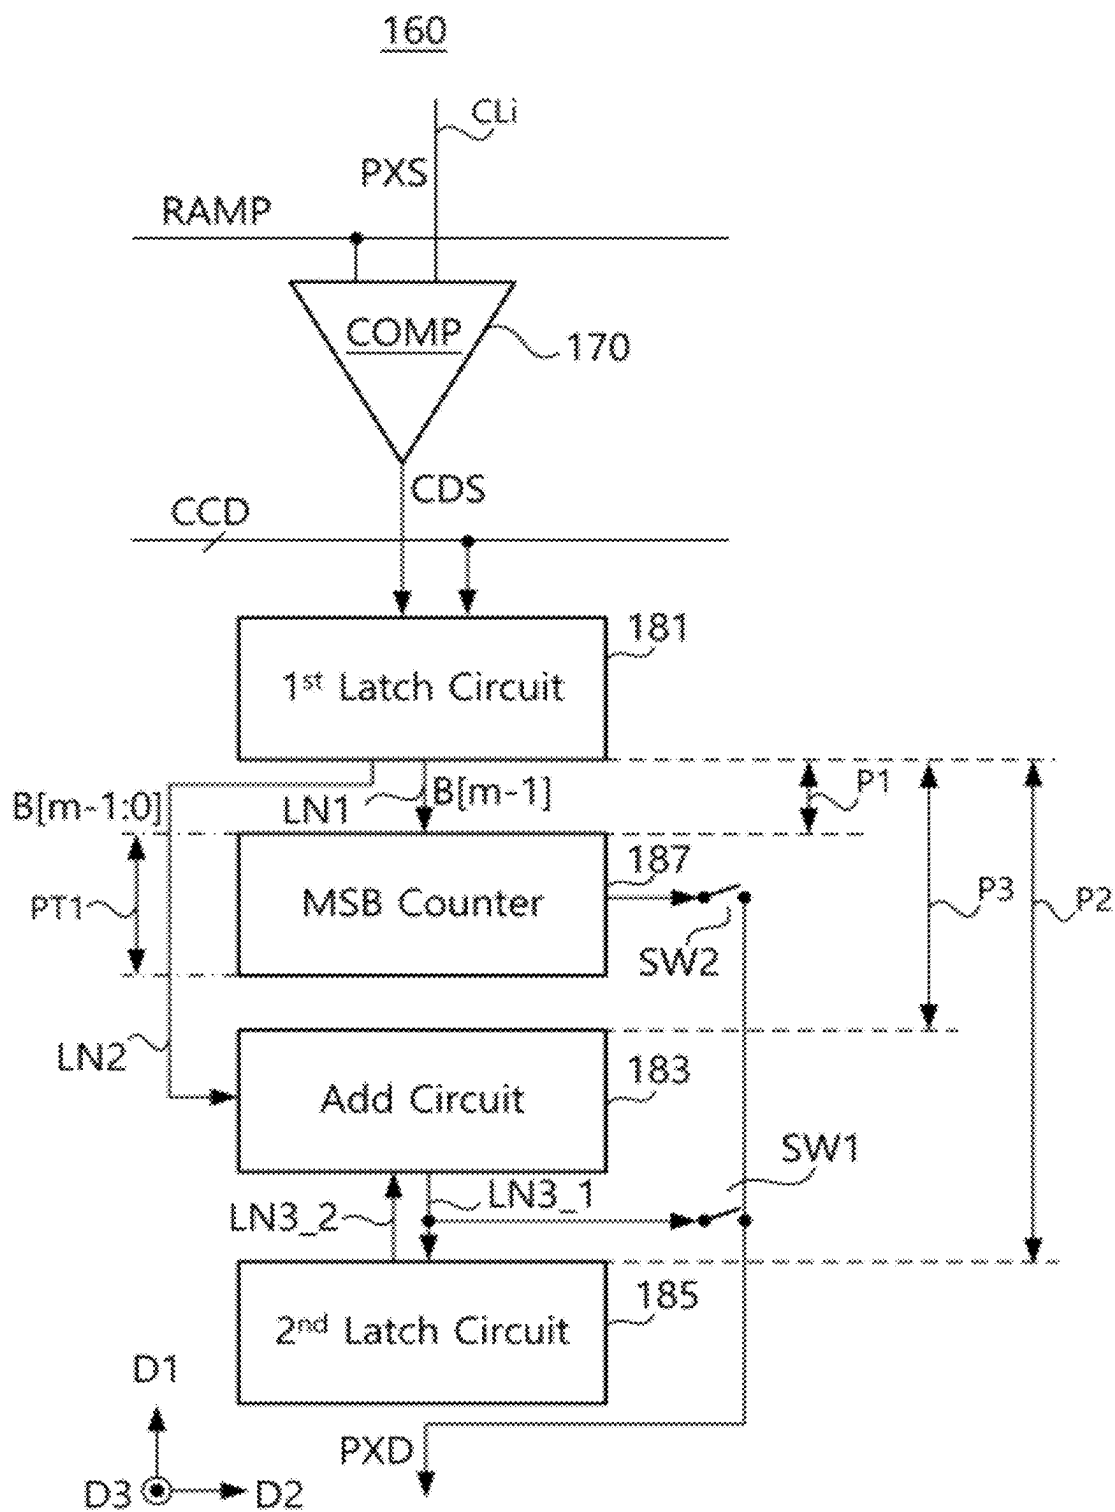 160
CLi
PXS
RAMP
COMP
170
CDS
CCD
181
1st Latch Circuit
P1
B[m-1:0]
LN1
B[m-1]
187
MSB Counter
PT1
P3
P2
SW2
LN2
183
Add Circuit
SW1
LN3_1
LN3_2
185
2nd Latch Circuit
D1
PXD
D3
D2